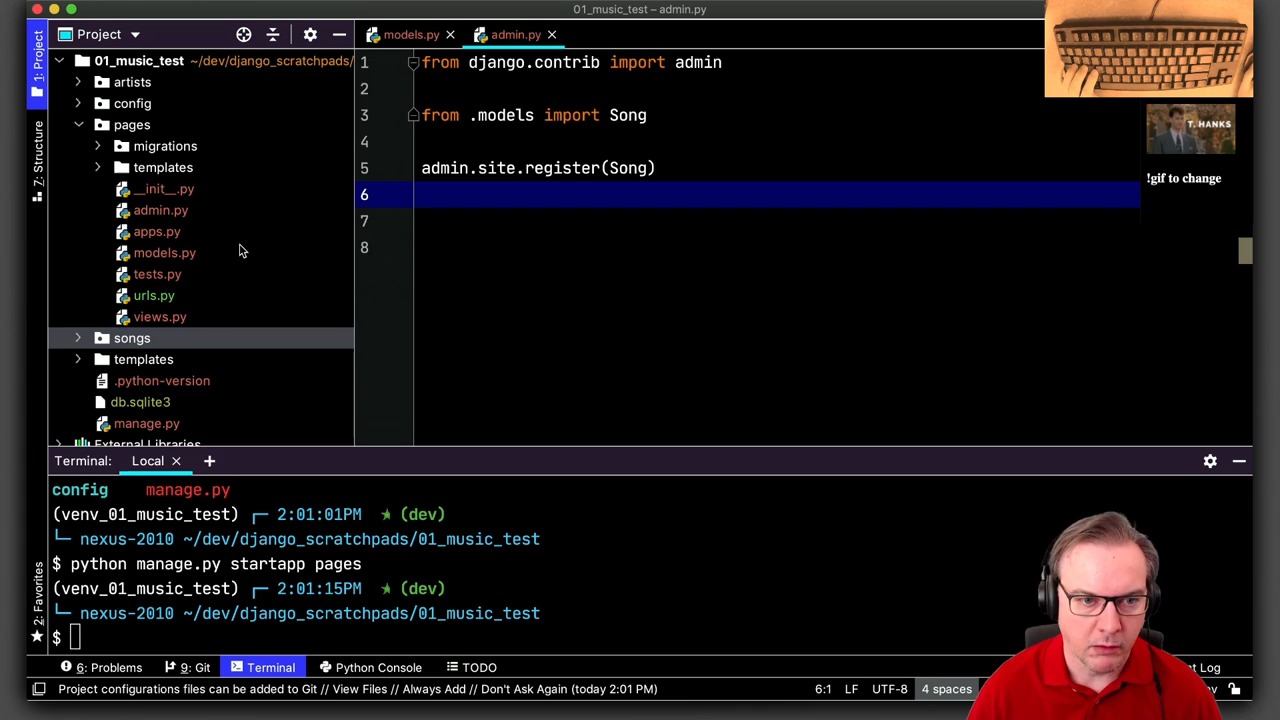 01_music_test – admin.py
Project
models.py
admin.py
1: Project
7: Structure
2: Favorites
01_music_test ~/dev/django_scratchpads/
artists
config
pages
migrations
templates
__init__.py
admin.py
apps.py
models.py
tests.py
urls.py
views.py
songs
templates
.python-version
db.sqlite3
manage.py
External Libraries
1 from django.contrib import admin
2
3 from .models import Song
4
5 admin.site.register(Song)
6
7
8
T. HANKS
!gif to change
Terminal: Local +
config manage.py
(venv_01_music_test) ┌─ 2:01:01PM ★ (dev)
└─ nexus-2010 ~/dev/django_scratchpads/01_music_test
$ python manage.py startapp pages
(venv_01_music_test) ┌─ 2:01:15PM ★ (dev)
└─ nexus-2010 ~/dev/django_scratchpads/01_music_test
$
6: Problems 9: Git Terminal Python Console TODO t Log
Project configurations files can be added to Git // View Files // Always Add // Don't Ask Again (today 2:01 PM) 6:1 LF UTF-8 4 spaces